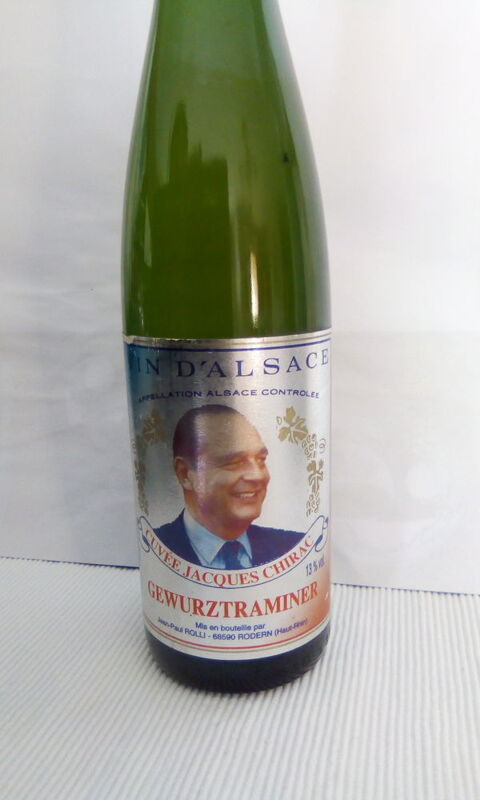 VIN D'ALSACE
APPELLATION ALSACE CONTROLÉE
CUVÉE JACQUES CHIRAC
13 % VOL.
GEWURZTRAMINER
Mis en bouteille par
Jean-Paul ROLLI - 68590 RODERN (Haut-Rhin)